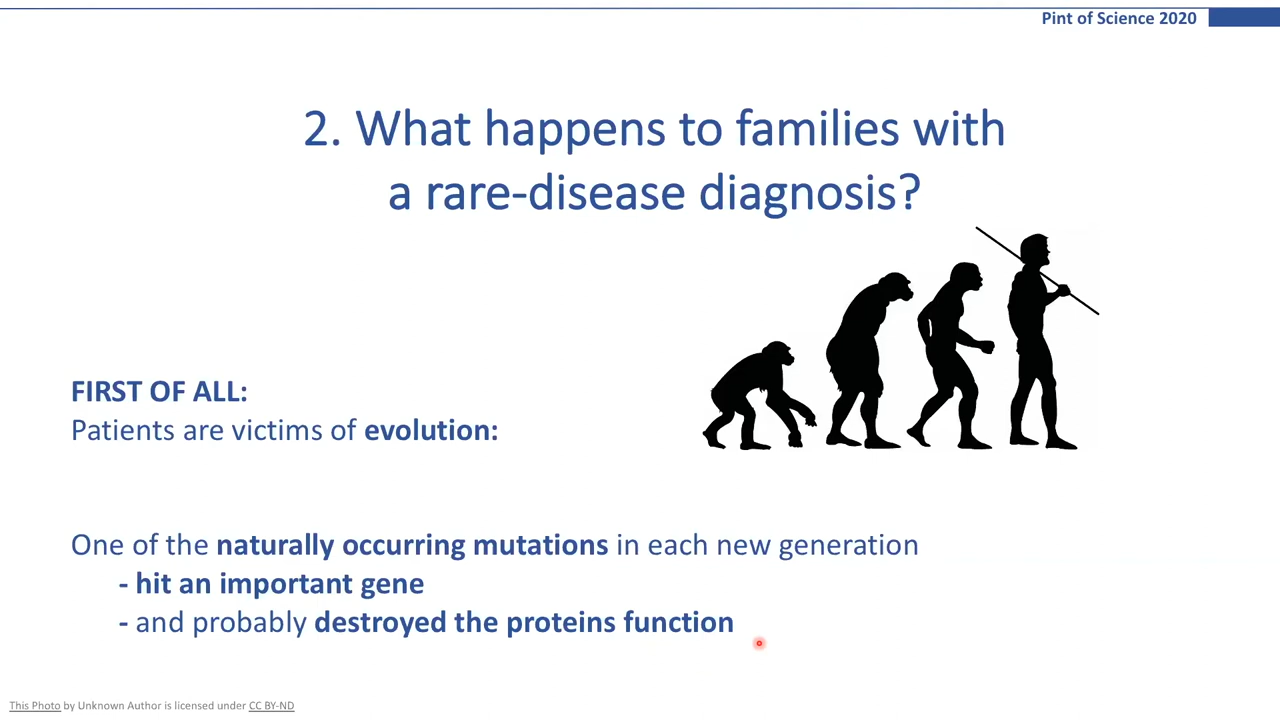 Pint of Science 2020
2. What happens to families with
a rare-disease diagnosis?
FIRST OF ALL:
Patients are victims of evolution:
One of the naturally occurring mutations in each new generation
- hit an important gene
- and probably destroyed the proteins function
This Photo by Unknown Author is licensed under CC BY-ND